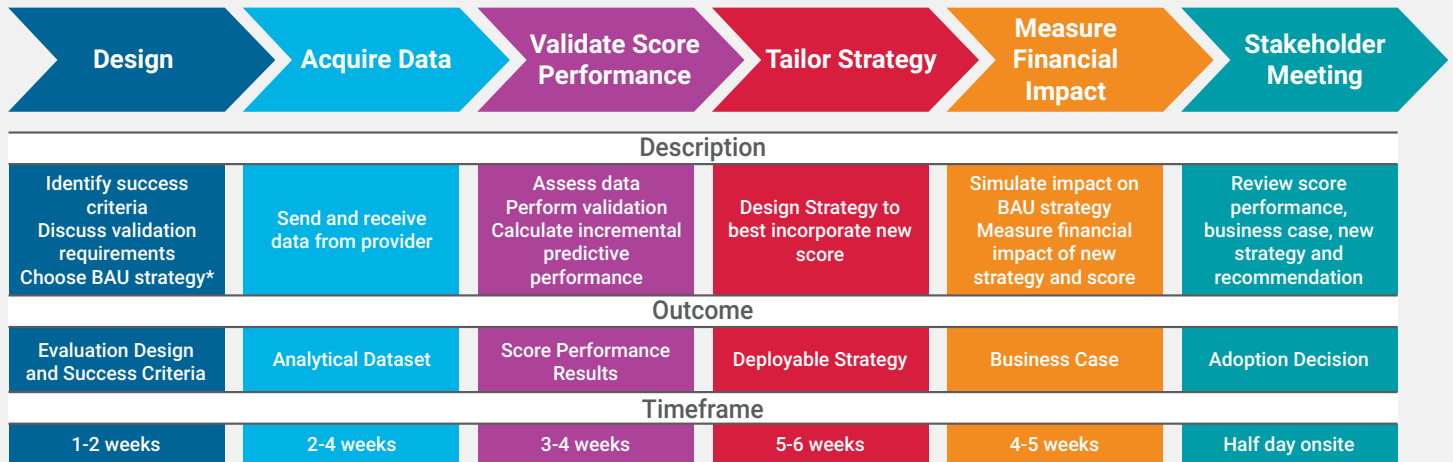 Design
Acquire Data
Validate Score
Performance
Tailor Strategy
Measure
Financial
Impact
Stakeholder
Meeting
Description
Identify success
criteria
Discuss validation
requirements
Choose BAU strategy*
Send and receive
data from provider
Assess data
Perform validation
Calculate incremental
predictive
performance
Design Strategy to
best incorporate new
score
Simulate impact on
BAU strategy
Measure financial
impact of new
strategy and score
Review score
performance,
business case, new
strategy and
recommendation
Outcome
Evaluation Design
and Success Criteria
Analytical Dataset
Score Performance
Results
Deployable Strategy
Business Case
Adoption Decision
Timeframe
1-2 weeks
2-4 weeks
3-4 weeks
5-6 weeks
4-5 weeks
Half day onsite